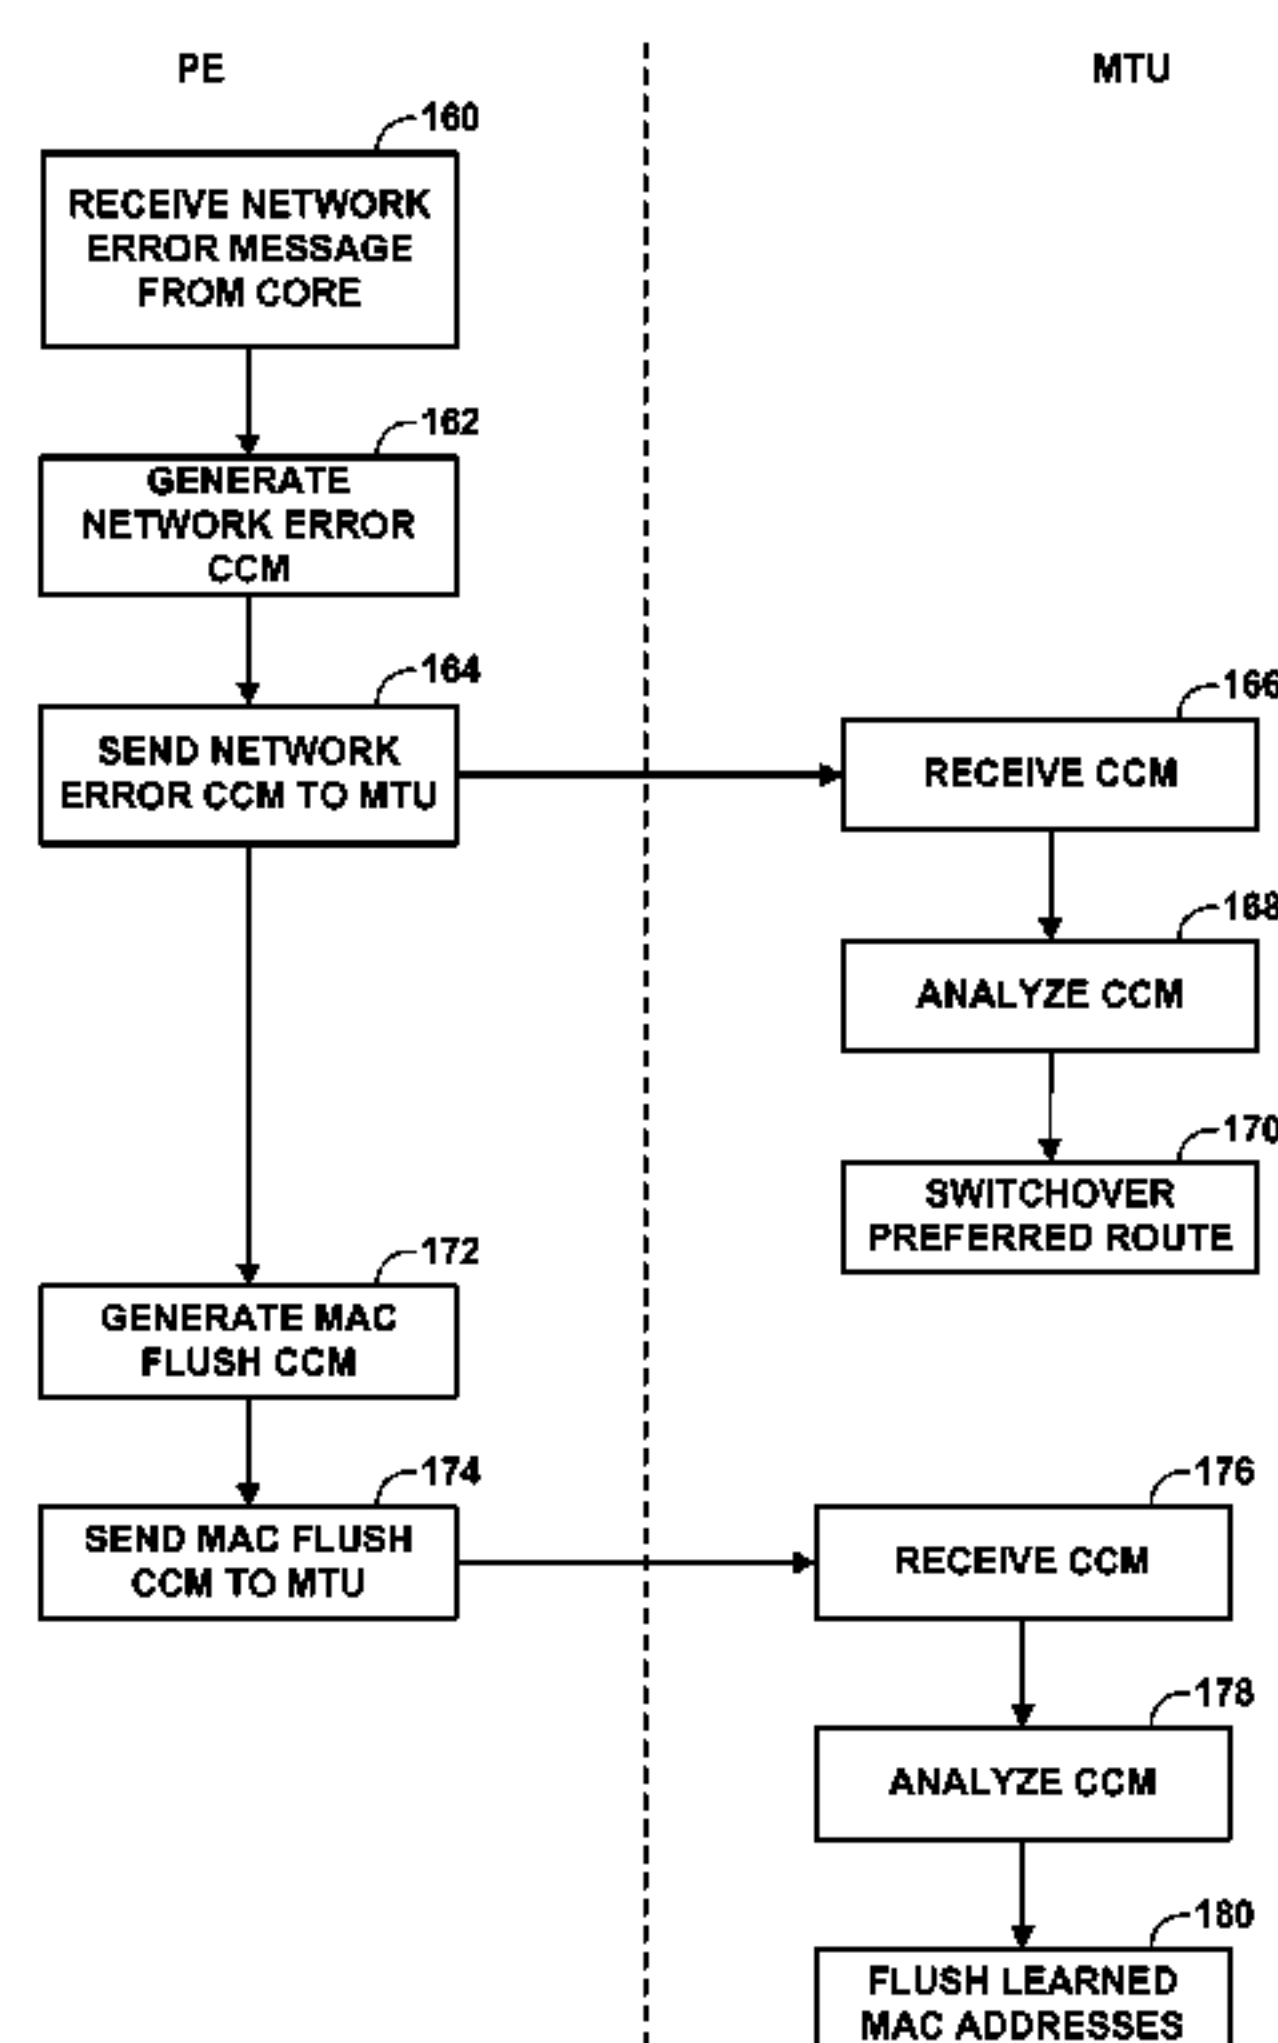 PE
MTU
160
RECEIVE NETWORK
ERROR MESSAGE
FROM CORE
162
GENERATE
NETWORK ERROR
CCM
164
SEND NETWORK
ERROR CCM TO MTU
166
RECEIVE CCM
168
ANALYZE CCM
170
SWITCHOVER
PREFERRED ROUTE
172
GENERATE MAC
FLUSH CCM
174
SEND MAC FLUSH
CCM TO MTU
176
RECEIVE CCM
178
ANALYZE CCM
180
FLUSH LEARNED
MAC ADDRESSES